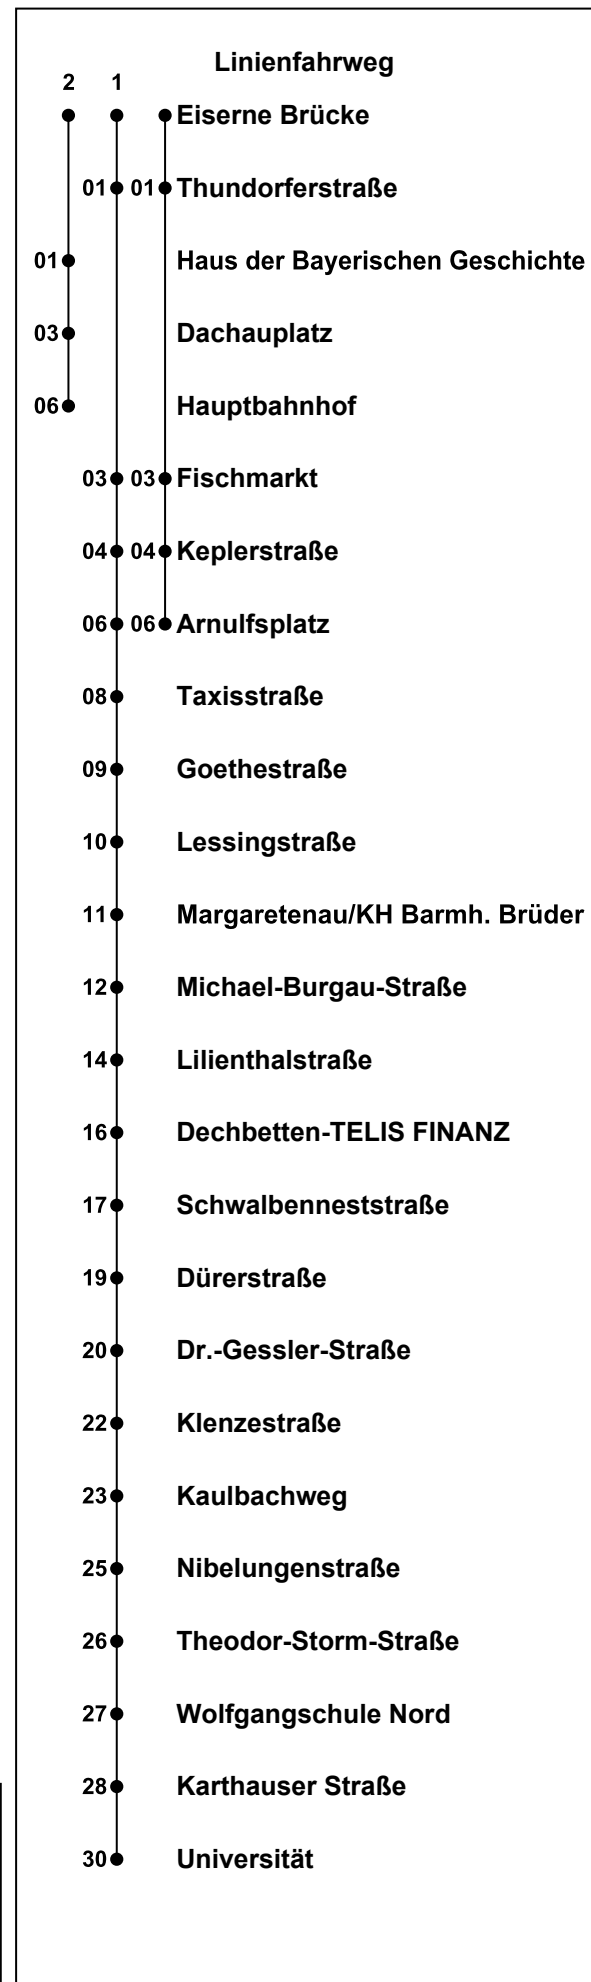 Linienfahrweg
2 1
Eiserne Brücke
01 01 Thundorferstraße
01 Haus der Bayerischen Geschichte
03 Dachauplatz
06 Hauptbahnhof
03 03 Fischmarkt
04 04 Keplerstraße
06 06 Arnulfsplatz
08 Taxisstraße
09 Goethestraße
10 Lessingstraße
11 Margaretenau/KH Barmh. Brüder
12 Michael-Burgau-Straße
14 Lilienthalstraße
16 Dechbetten-TELIS FINANZ
17 Schwalbenneststraße
19 Dürerstraße
20 Dr.-Gessler-Straße
22 Klenzestraße
23 Kaulbachweg
25 Nibelungenstraße
26 Theodor-Storm-Straße
27 Wolfgangschule Nord
28 Karthauser Straße
30 Universität